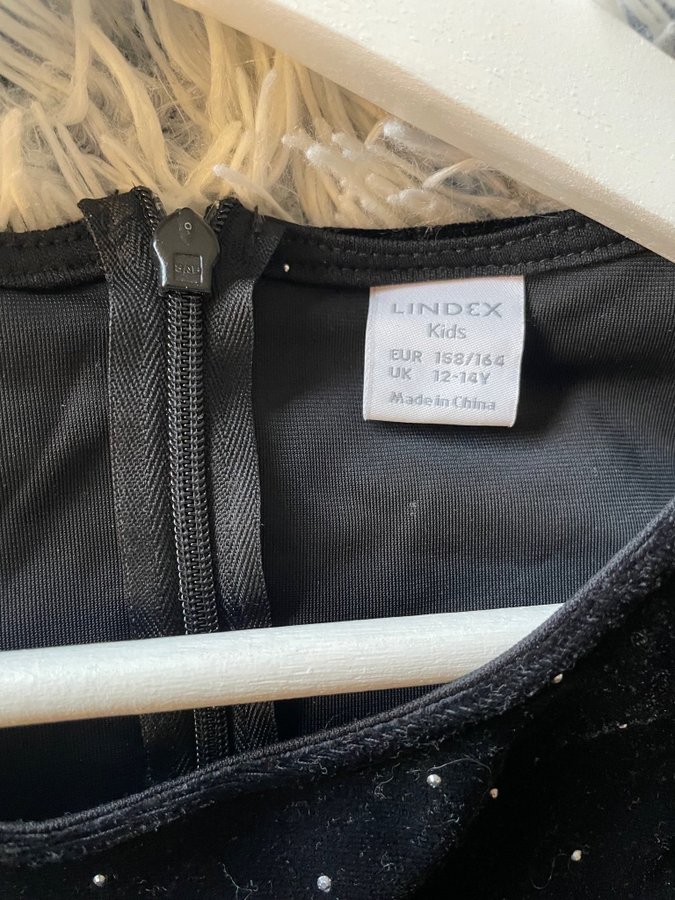 LINDEX
Kids
EUR 158/164
UK 12-14Y
Made in China